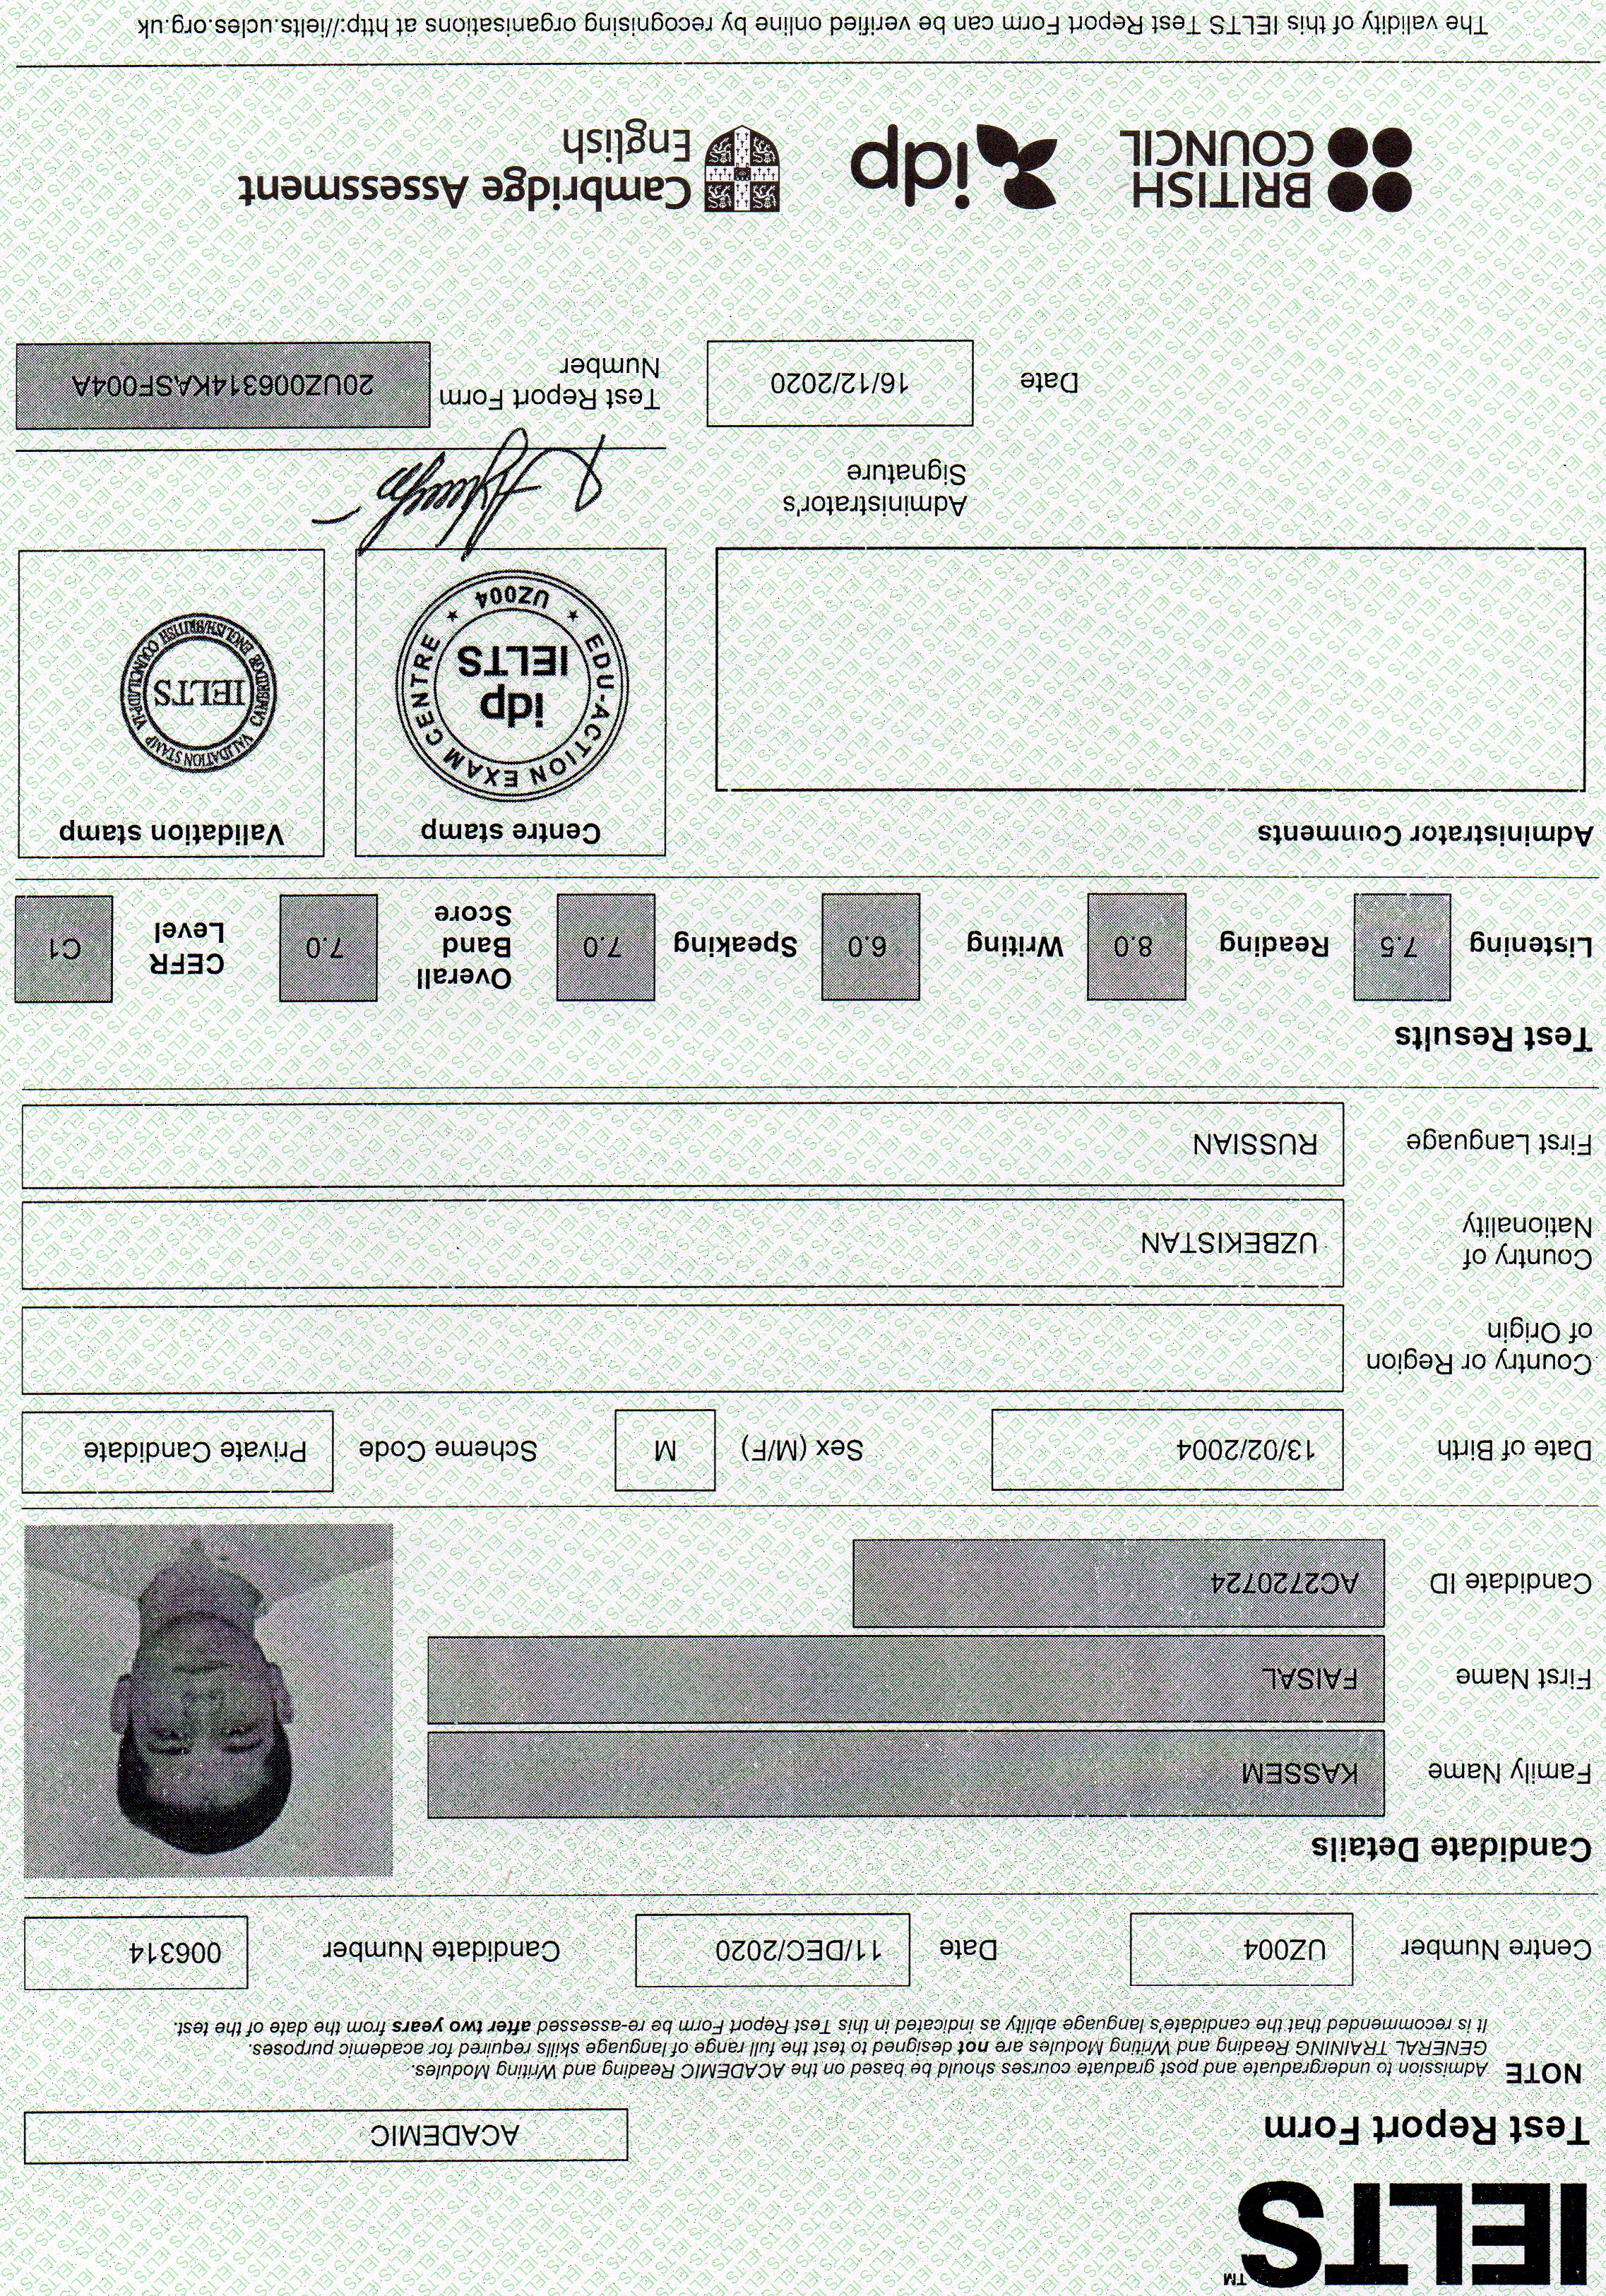 IELTS™
Test Report Form
ACADEMIC
NOTE Admission to undergraduate and post graduate courses should be based on the ACADEMIC Reading and Writing Modules.
GENERAL TRAINING Reading and Writing Modules are not designed to test the full range of language skills required for academic purposes.
It is recommended that the candidate's language ability as indicated in this Test Report Form be re-assessed after two years from the date of the test.
Centre Number UZ004 Date 11/DEC/2020 Candidate Number 006314
Candidate Details
Family Name KASSEM
First Name FAISAL
Candidate ID AC2720724
Date of Birth 13/02/2004 Sex (M/F) M Scheme Code Private Candidate
Country or Region
of Origin
Country of
Nationality
UZBEKISTAN
First Language RUSSIAN
Test Results
Listening 7.5 Reading 8.0 Writing 6.0 Speaking 7.0 Overall Band Score 7.0 CEFR Level C1
Administrator Comments
Centre stamp
EDU-ACTION EXAM CENTRE
idp
IELTS
UZ004
Validation stamp
VALIDATION STAMP
IELTS
CAMBRIDGE ENGLISH/BRITISH COUNCIL/IDP:IA
Administrator's
Signature
Date 16/12/2020
Test Report Form
Number
20UZ006314KASF004A
BRITISH
COUNCIL
idp
Cambridge Assessment
English
The validity of this IELTS Test Report Form can be verified online by recognising organisations at http://ielts.ucles.org.uk